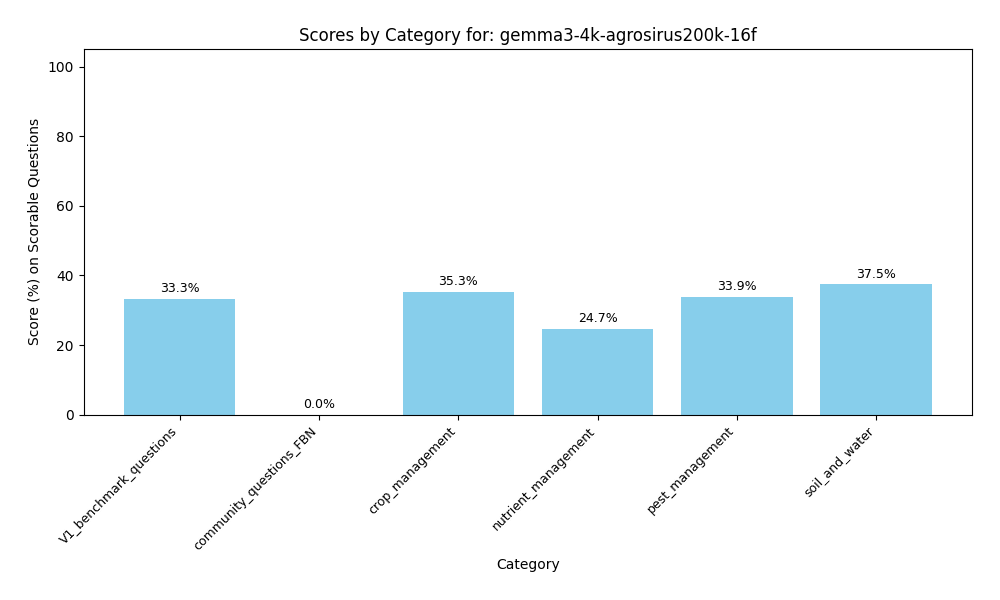 Scores by Category for: gemma3-4k-agrosirus200k-16f
Score (%) on Scorable Questions
100
80
60
40
20
0
33.3%
0.0%
35.3%
24.7%
33.9%
37.5%
V1_benchmark_questions
community_questions_FBN
crop_management
nutrient_management
pest_management
soil_and_water
Category